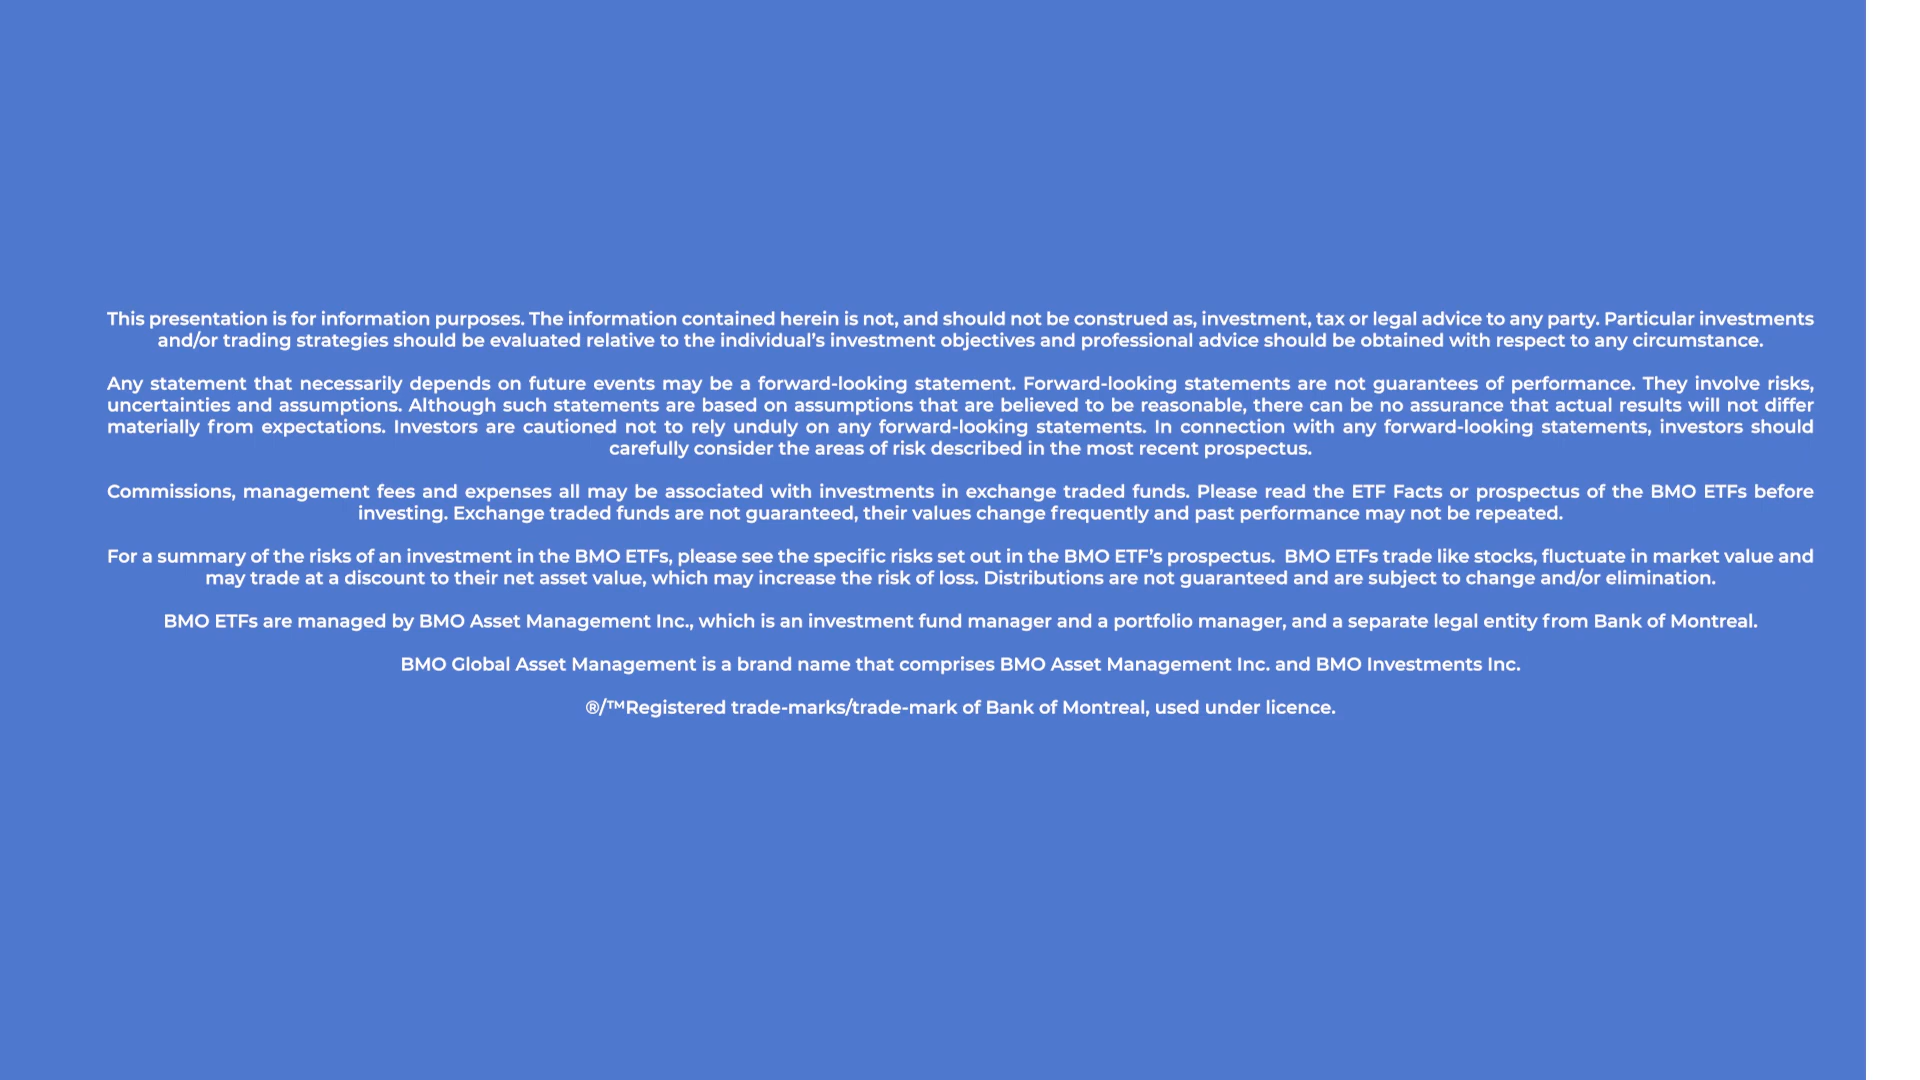 This presentation is for information purposes. The information contained herein is not, and should not be construed as, investment, tax or legal advice to any party. Particular investments
and/or trading strategies should be evaluated relative to the individual’s investment objectives and professional advice should be obtained with respect to any circumstance.
Any statement that necessarily depends on future events may be a forward-looking statement. Forward-looking statements are not guarantees of performance. They involve risks,
uncertainties and assumptions. Although such statements are based on assumptions that are believed to be reasonable, there can be no assurance that actual results will not differ
materially from expectations. Investors are cautioned not to rely unduly on any forward-looking statements. In connection with any forward-looking statements, investors should
carefully consider the areas of risk described in the most recent prospectus.
Commissions, management fees and expenses all may be associated with investments in exchange traded funds. Please read the ETF Facts or prospectus of the BMO ETFs before
investing. Exchange traded funds are not guaranteed, their values change frequently and past performance may not be repeated.
For a summary of the risks of an investment in the BMO ETFs, please see the specific risks set out in the BMO ETF’s prospectus.  BMO ETFs trade like stocks, fluctuate in market value and
may trade at a discount to their net asset value, which may increase the risk of loss. Distributions are not guaranteed and are subject to change and/or elimination.
BMO ETFs are managed by BMO Asset Management Inc., which is an investment fund manager and a portfolio manager, and a separate legal entity from Bank of Montreal.
BMO Global Asset Management is a brand name that comprises BMO Asset Management Inc. and BMO Investments Inc.
®/™Registered trade-marks/trade-mark of Bank of Montreal, used under licence.